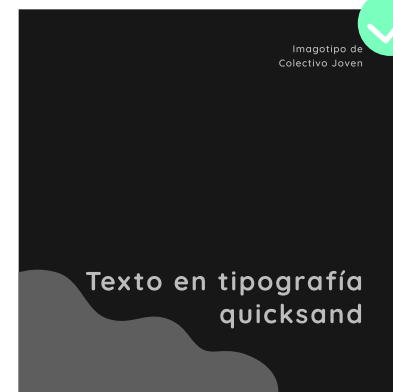 Imagotipo de
Colectivo Joven
Texto en tipografía
quicksand